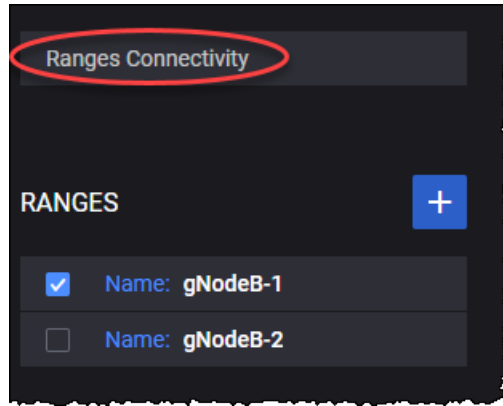 Ranges Connectivity
RANGES
Name: gNodeB-1
Name: gNodeB-2